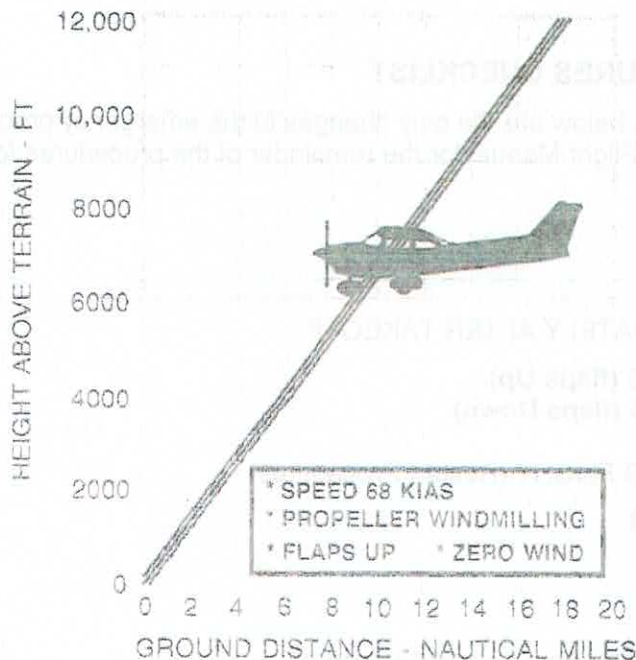 12,000
10,000
8000
6000
4000
2000
0
HEIGHT ABOVE TERRAIN - FT
* SPEED 68 KIAS
* PROPELLER WINDMILLING
* FLAPS UP * ZERO WIND
0 2 4 6 8 10 12 14 16 18 20
GROUND DISTANCE - NAUTICAL MILES